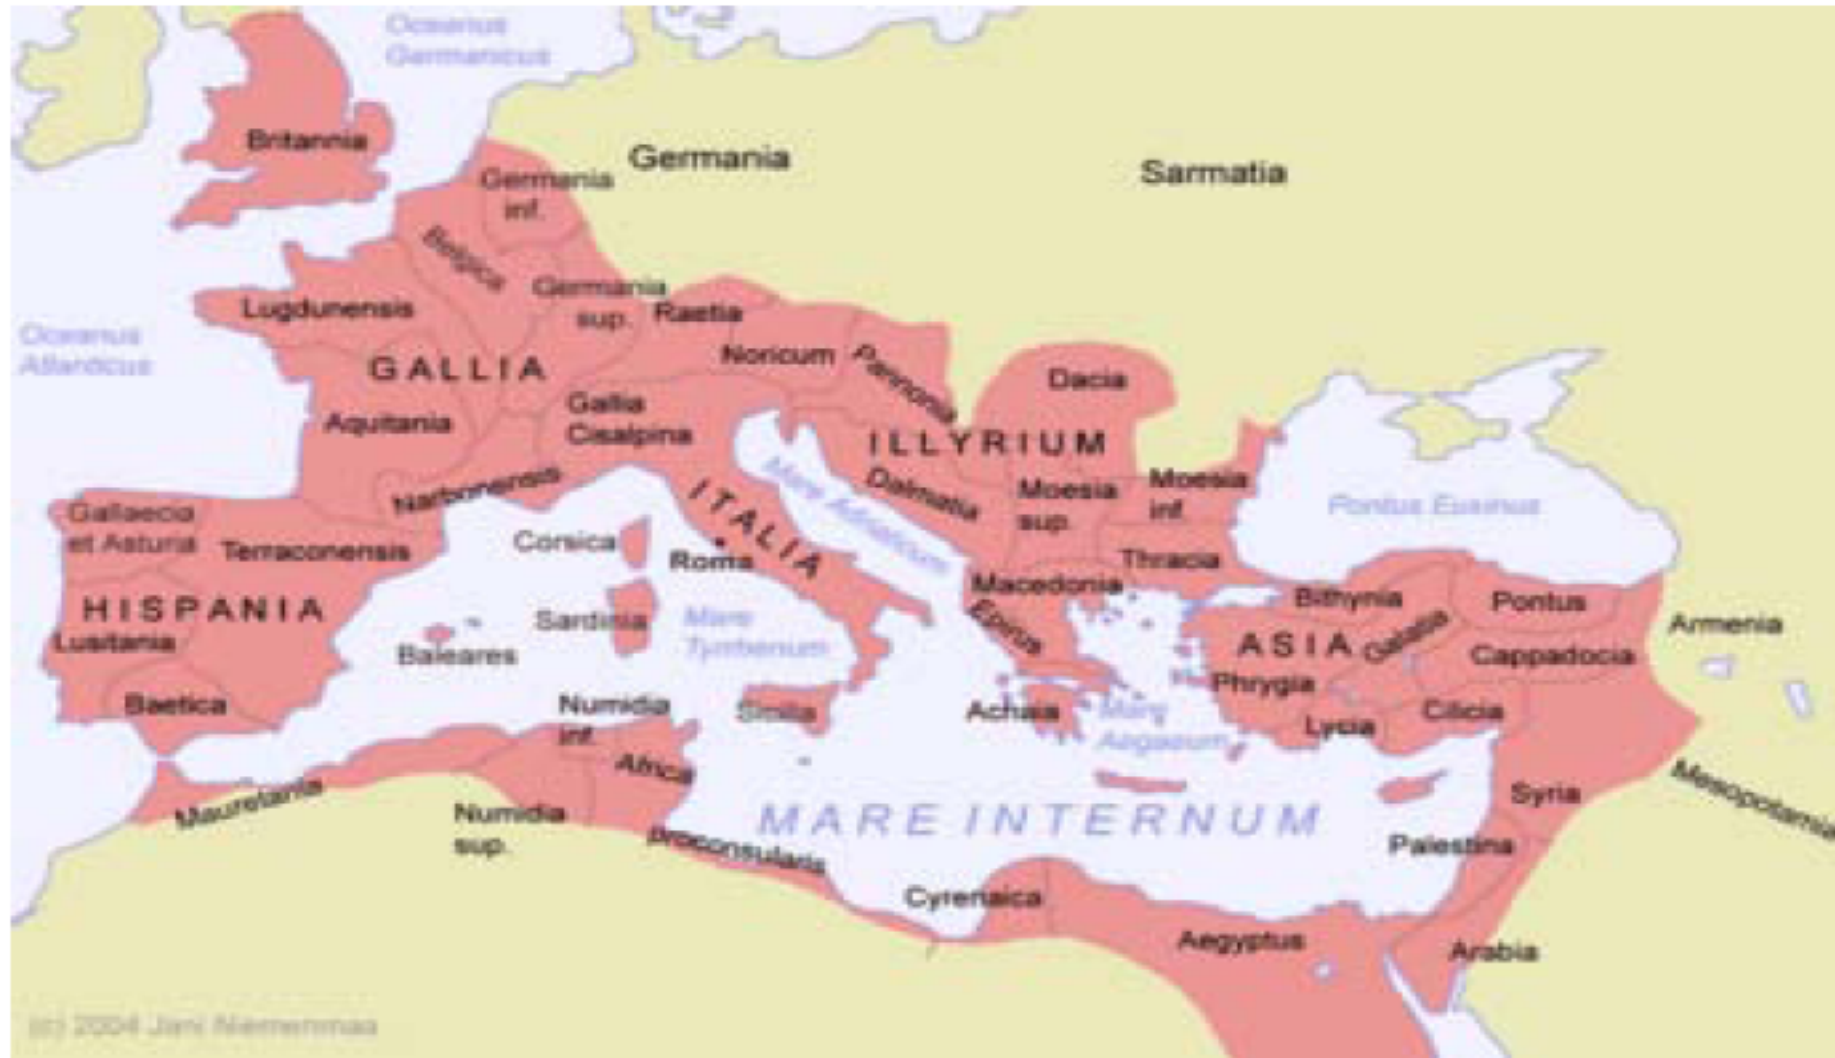 Oceanus
Germanicus
Britannia
Germania
Sarmatia
Germania
inf.
Belgica
Germania
sup.
Lugdunensis
Raetia
Oceanus
Atlanticus
GALLIA
Noricum
Pannonia
Dacia
Gallia
Cisalpina
Aquitania
ILLYRIUM
Narbonensis
ITALIA
Mare Adriaticum
Dalmatia
Moesia
sup.
Moesia
inf.
Pontus Euxinus
Gallaecia
et Asturia
Terraconensis
Corsica
Roma
Thracia
HISPANIA
Lusitania
Sardinia
Mare
Tyrrhenum
Macedonia
Epirus
Bithynia
Pontus
Armenia
ASIA
Galatia
Cappadocia
Baleares
Phrygia
Baetica
Numidia
inf.
Sicilia
Achaia
Mare
Aegaeum
Lycia
Cilicia
Africa
Mauretania
Numidia
sup.
proconsularis
MARE INTERNUM
Syria
Mesopotamia
Palestina
Cyrenaica
Aegyptus
Arabia
(c) 2004 Jani Niemenmaa